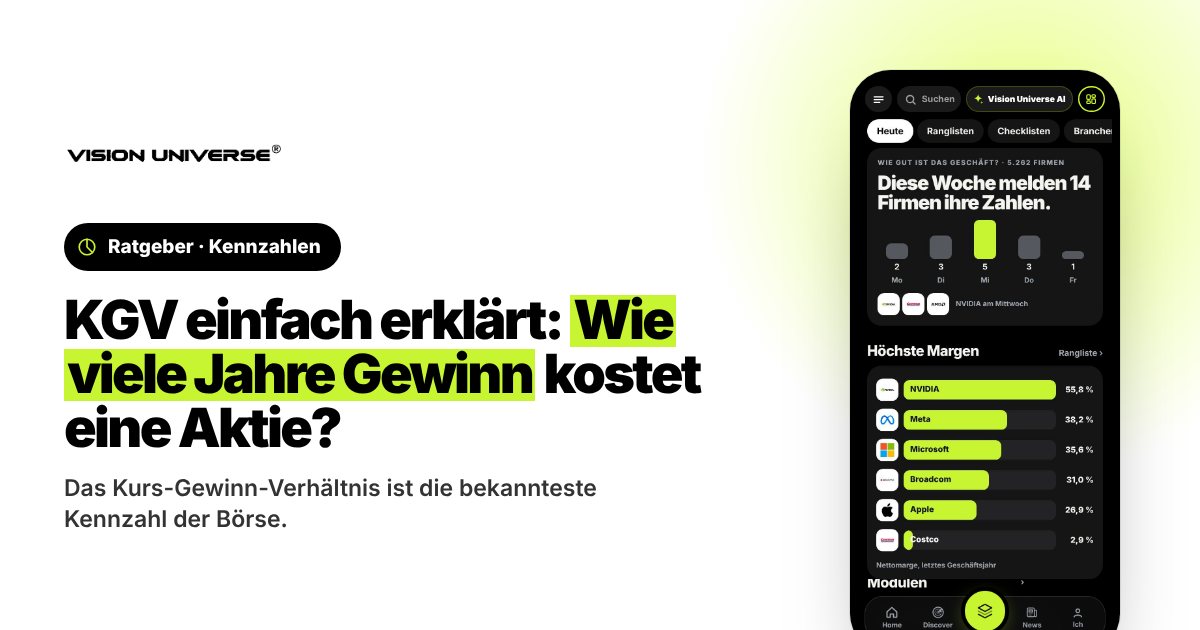 VISION UNIVERSE®
Ratgeber · Kennzahlen
KGV einfach erklärt: Wie
viele Jahre Gewinn kostet
eine Aktie?
Das Kurs-Gewinn-Verhältnis ist die bekannteste
Kennzahl der Börse.
Suchen
Vision Universe AI
Heute
Ranglisten
Checklisten
Branchen
WIE GUT IST DAS GESCHÄFT? · 5.262 FIRMEN
Diese Woche melden 14
Firmen ihre Zahlen.
2 3 5 3 1
Mo Di Mi Do Fr
AMD
NVIDIA am Mittwoch
Höchste Margen
Rangliste ›
NVIDIA 55,8 %
Meta 38,2 %
Microsoft 35,6 %
Broadcom 31,0 %
Apple 26,9 %
Costco 2,9 %
Nettomarge, letztes Geschäftsjahr
Modulen ›
Home Discover News Ich